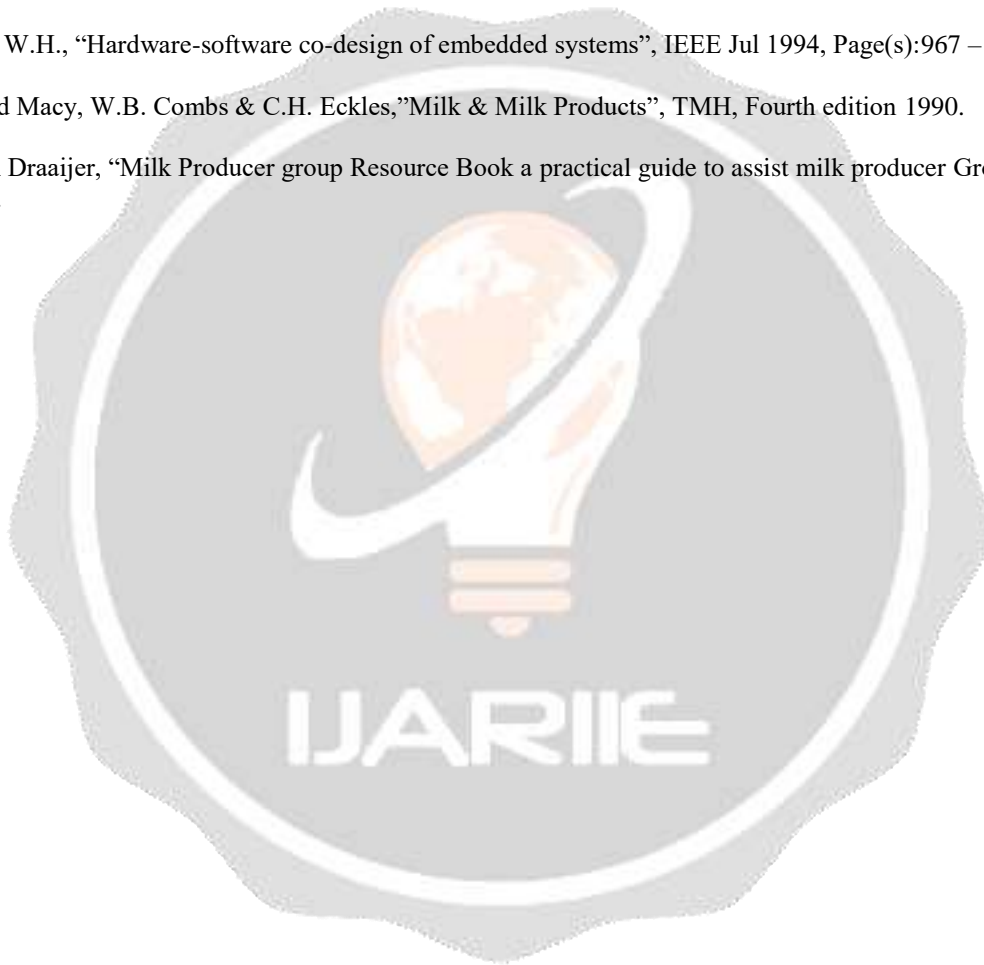 W.H., “Hardware-software co-design of embedded systems”, IEEE Jul 1994, Page(s):967 –
d Macy, W.B. Combs & C.H. Eckles,”Milk & Milk Products”, TMH, Fourth edition 1990.
Draaijer, “Milk Producer group Resource Book a practical guide to assist milk producer Gro
IJARIIE